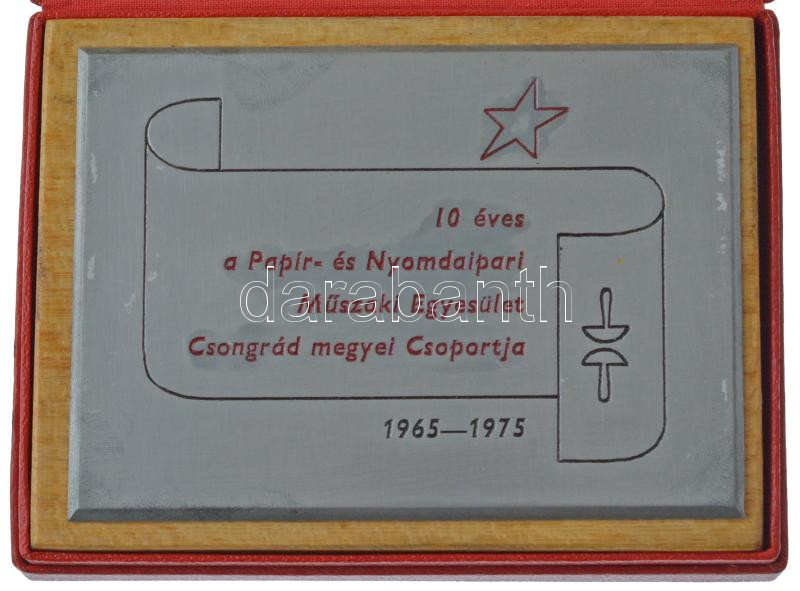 10 éves
a Papír- és Nyomdaipari
Műszaki Egyesület
darabanth
Csongrád megyei Csoportja
1965—1975